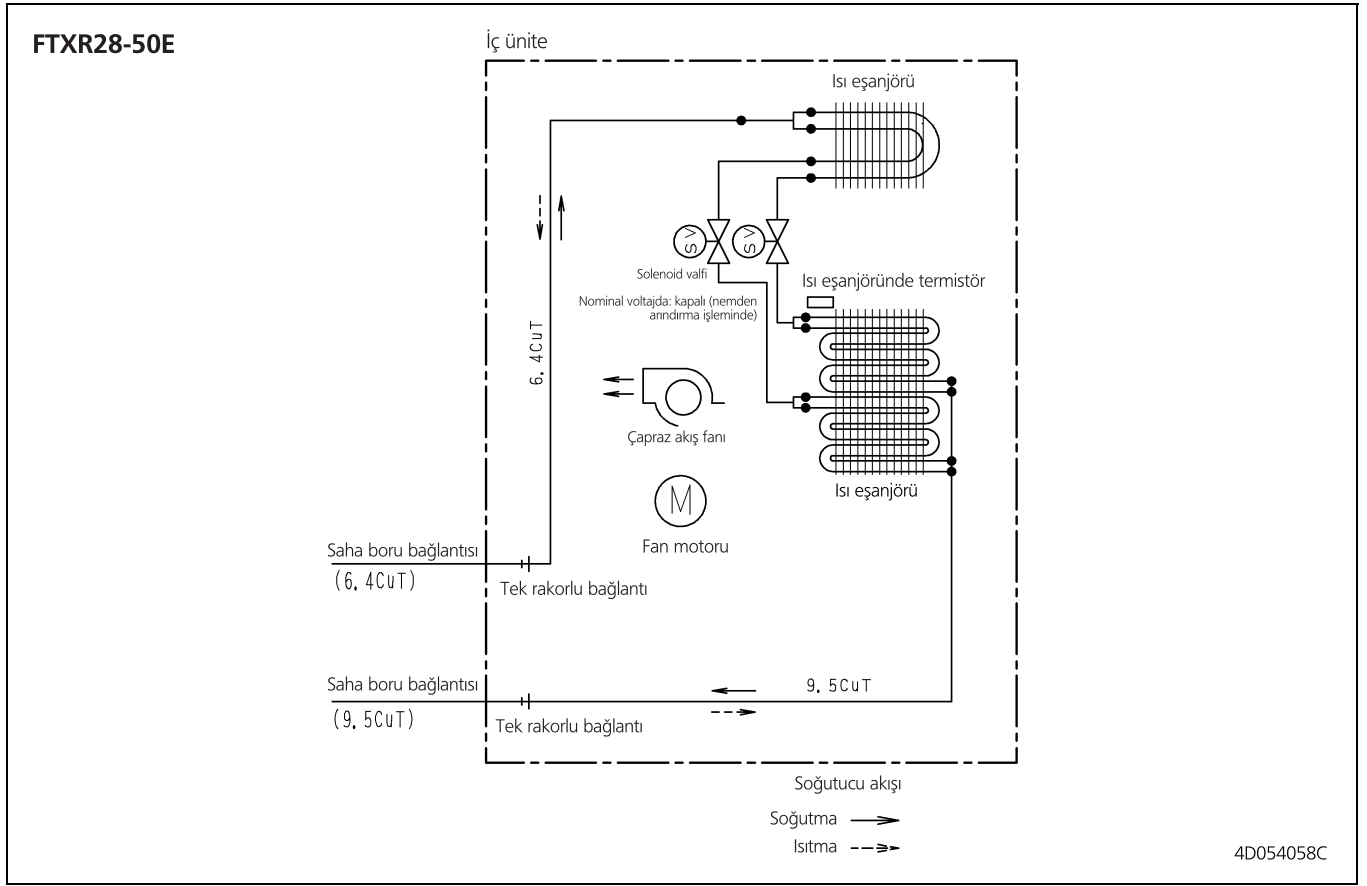 FTXR28-50E
İç ünite
Isı eşanjörü
S V
S V
Solenoid valfi
Nominal voltajda: kapalı (nemden
arındırma işleminde)
Isı eşanjöründe termistör
6.4CuT
Çapraz akış fanı
Isı eşanjörü
M
Fan motoru
Saha boru bağlantısı
(6.4CuT)
Tek rakorlu bağlantı
Saha boru bağlantısı
(9.5CuT)
9.5CuT
Tek rakorlu bağlantı
Soğutucu akışı
Soğutma
Isıtma
4D054058C